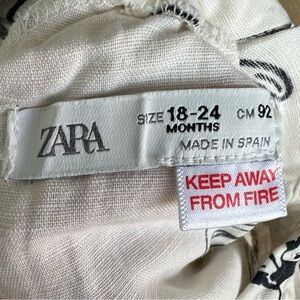 ZARA
SIZE 18-24 CM 92
MONTHS
MADE IN SPAIN
KEEP AWAY
FROM FIRE